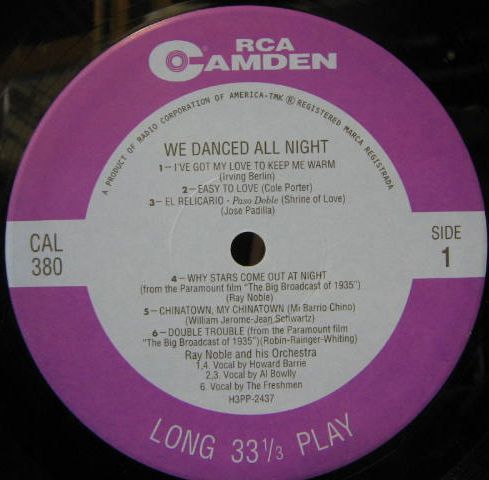 RCA
CAMDEN
A PRODUCT OF RADIO CORPORATION OF AMERICA-TMK ® REGISTERED MARCA REGISTRADA
WE DANCED ALL NIGHT
1—I'VE GOT MY LOVE TO KEEP ME WARM
(Irving Berlin)
2—EASY TO LOVE (Cole Porter)
3—EL RELICARIO - Paso Doble (Shrine of Love)
(Jose Padilla)
CAL
380
SIDE
1
4—WHY STARS COME OUT AT NIGHT
(from the Paramount film "The Big Broadcast of 1935")
(Ray Noble)
5—CHINATOWN, MY CHINATOWN (Mi Barrio Chino)
(William Jerome-Jean Schwartz)
6—DOUBLE TROUBLE (from the Paramount film
"The Big Broadcast of 1935")(Robin-Rainger-Whiting)
Ray Noble and his Orchestra
1,4. Vocal by Howard Barrie
2,3. Vocal by Al Bowlly
6. Vocal by The Freshmen
H3PP-2437
LONG 33 1/3 PLAY